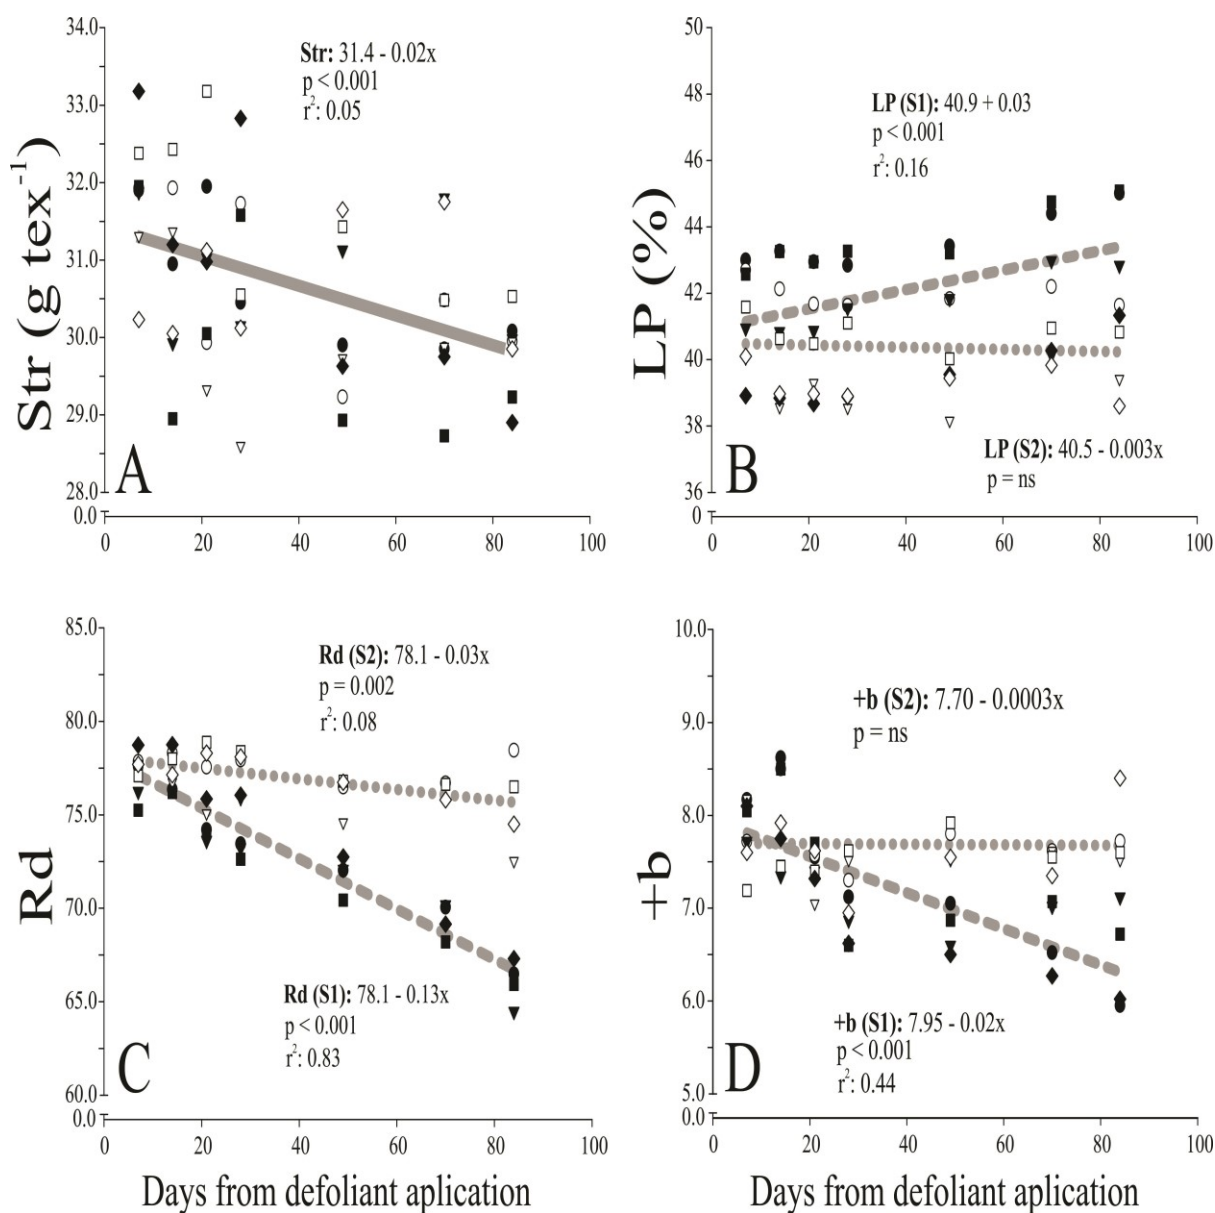 34.0
33.0
32.0
31.0
30.0
29.0
28.0
0.0
Str (g tex-1)
Str: 31.4 - 0.02x
p < 0.001
r2: 0.05
A
0 20 40 60 80 100
50
48
46
44
42
40
38
36
0
LP (%)
LP (S1): 40.9 + 0.03
p < 0.001
r2: 0.16
LP (S2): 40.5 - 0.003x
p = ns
B
0 20 40 60 80 100
85.0
80.0
75.0
70.0
65.0
60.0
0.0
Rd
Rd (S2): 78.1 - 0.03x
p = 0.002
r2: 0.08
Rd (S1): 78.1 - 0.13x
p < 0.001
r2: 0.83
C
0 20 40 60 80 100
Days from defoliant aplication
10.0
9.0
8.0
7.0
6.0
5.0
0.0
+b
+b (S2): 7.70 - 0.0003x
p = ns
+b (S1): 7.95 - 0.02x
p < 0.001
r2: 0.44
D
0 20 40 60 80 100
Days from defoliant aplication